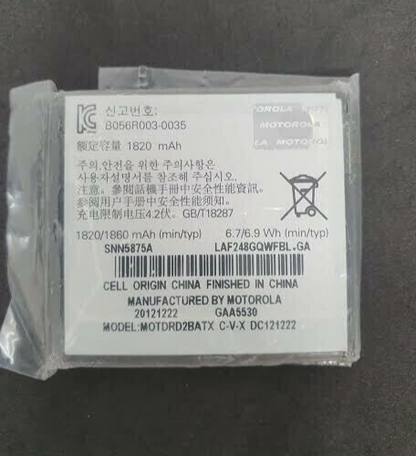 신고번호:
B056R003-0035
MOTOROLA
额定容量 1820 mAh
주의.안전을 위한 주의사항은
사용자설명서를 참조해 주십시오.
注意。參閱話機手冊中安全性能資訊。
参阅用户手册中安全性能信息。
充电限制电压4.2伏。GB/T18287
1820/1860 mAh (min/typ) 6.7/6.9 Wh (min/typ)
SNN5875A LAF248GQWFBL.GA
CELL ORIGIN CHINA FINISHED IN CHINA
MANUFACTURED BY MOTOROLA
20121222 GAA5530
MODEL:MOTDRD2BATX C-V-X DC121222